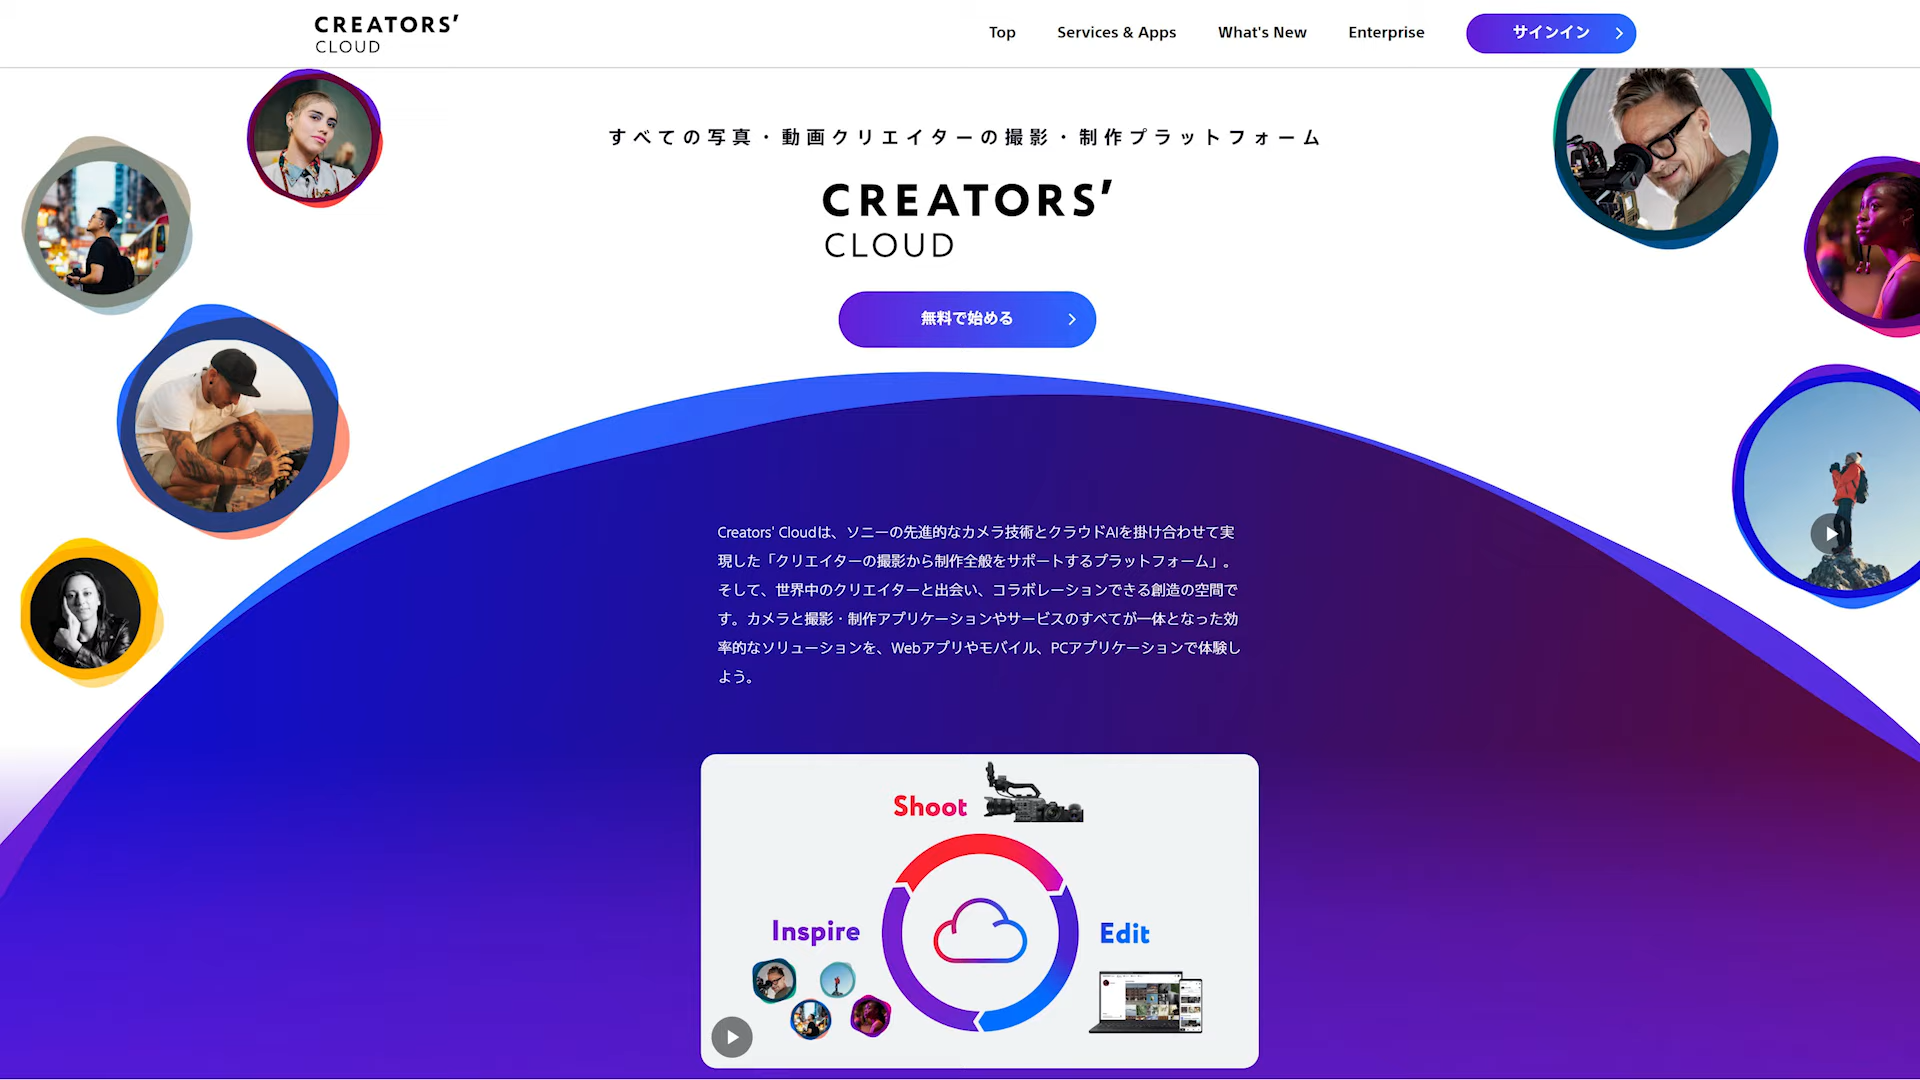 CREATORS'
CLOUD
Top
Services & Apps
What's New
Enterprise
サインイン
すべての写真・動画クリエイターの撮影・制作プラットフォーム
CREATORS'
CLOUD
無料で始める
Creators' Cloudは、ソニーの先進的なカメラ技術とクラウドAIを掛け合わせて実
現した「クリエイターの撮影から制作全般をサポートするプラットフォーム」。
そして、世界中のクリエイターと出会い、コラボレーションできる創造の空間で
す。カメラと撮影・制作アプリケーションやサービスのすべてが一体となった効
率的なソリューションを、Webアプリやモバイル、PCアプリケーションで体験し
よう。
Shoot
Inspire
Edit